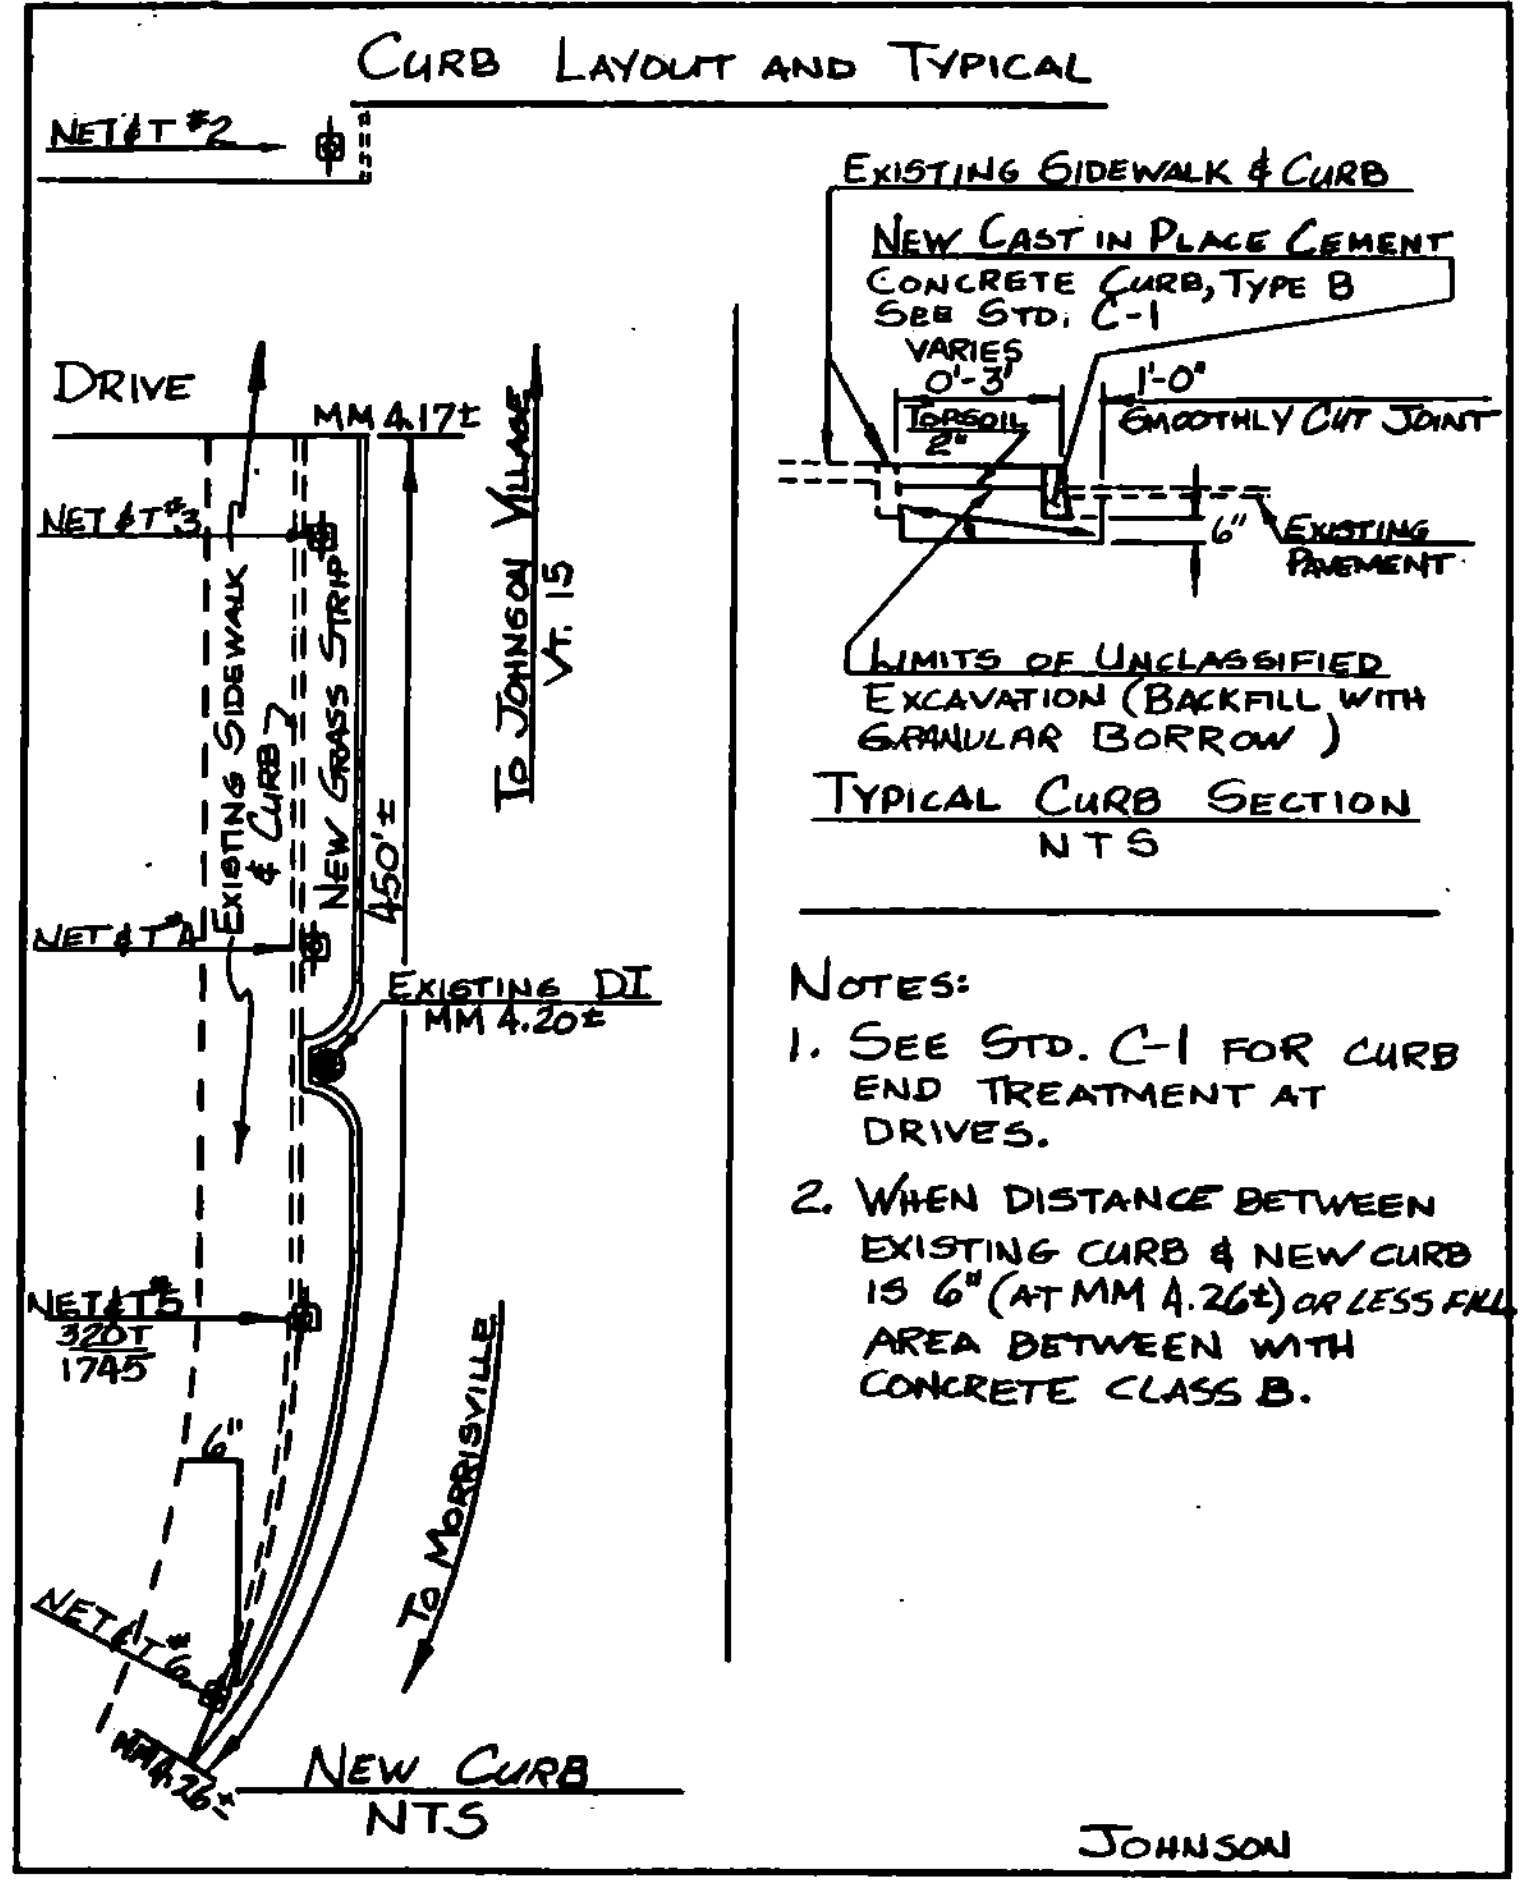 CURB LAYOUT AND TYPICAL
NET&T #2
DRIVE
MM 4.17±
NET&T #3
EXISTING SIDEWALK
& CURB
NEW GRASS STRIP
450'±
TO JOHNSON VILLAGE
VT. 15
NET&T #4
EXISTING DI
MM 4.20±
NET&T #5
320T
1745
6"
NET&T #6
MM 4.26±
TO MORRISVILLE
NEW CURB
NTS
EXISTING SIDEWALK & CURB
NEW CAST IN PLACE CEMENT
CONCRETE CURB, TYPE B
SEE STD. C-1
VARIES
0'-3'
1'-0"
TOPSOIL
2"
SMOOTHLY CUT JOINT
6"
EXISTING
PAVEMENT
LIMITS OF UNCLASSIFIED
EXCAVATION (BACKFILL WITH
GRANULAR BORROW)
TYPICAL CURB SECTION
NTS
NOTES:
1. SEE STD. C-1 FOR CURB
END TREATMENT AT
DRIVES.
2. WHEN DISTANCE BETWEEN
EXISTING CURB & NEW CURB
IS 6" (AT MM 4.26±) OR LESS FILL
AREA BETWEEN WITH
CONCRETE CLASS B.
JOHNSON